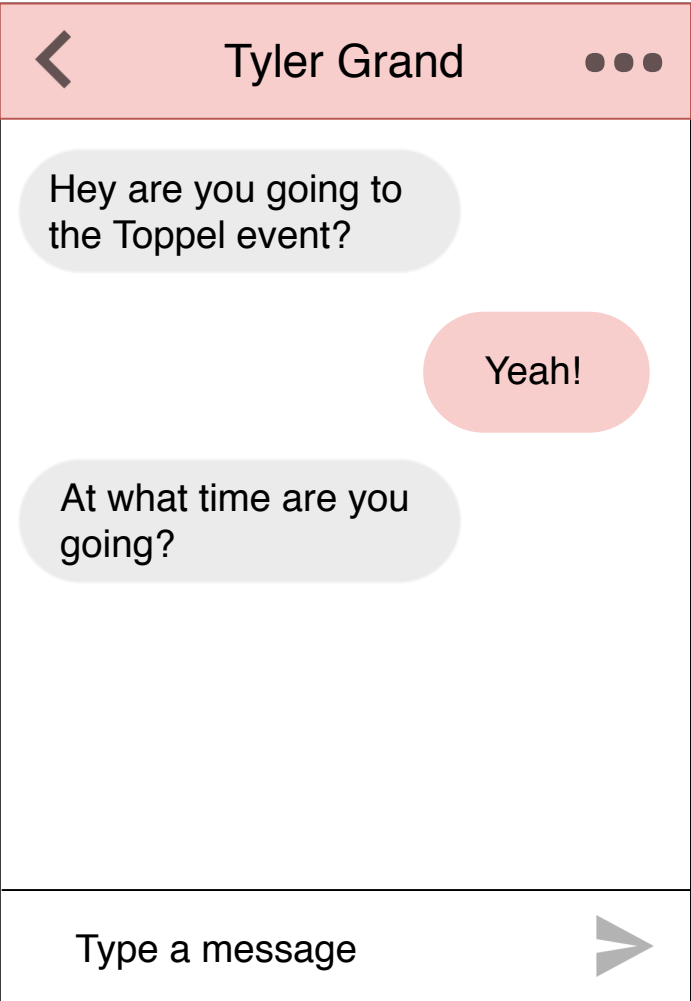 Tyler Grand
Hey are you going to
the Toppel event?
Yeah!
At what time are you
going?
Type a message